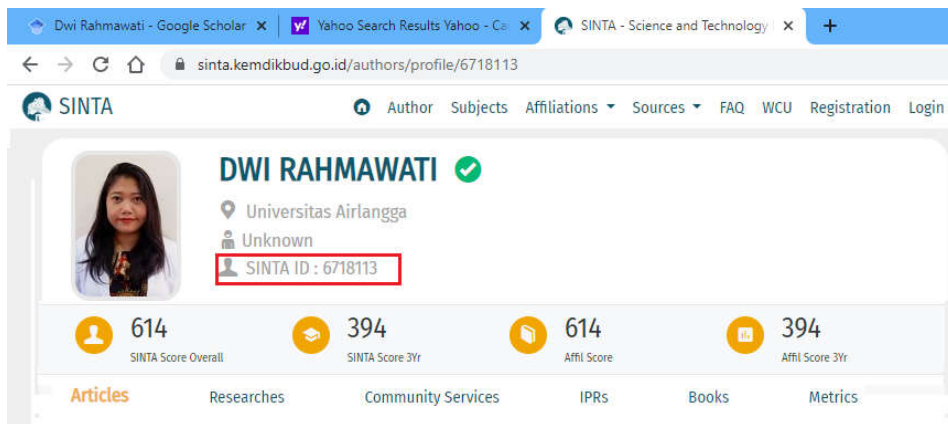 Dwi Rahmawati - Google Scholar
Yahoo Search Results Yahoo - Ca
SINTA - Science and Technology
sinta.kemdikbud.go.id/authors/profile/6718113
SINTA Author Subjects Affiliations Sources FAQ WCU Registration Login
DWI RAHMAWATI
Universitas Airlangga
Unknown
SINTA ID : 6718113
614 394 614 394
SINTA Score Overall SINTA Score 3Yr Affil Score Affil Score 3Yr
Articles Researches Community Services IPRs Books Metrics